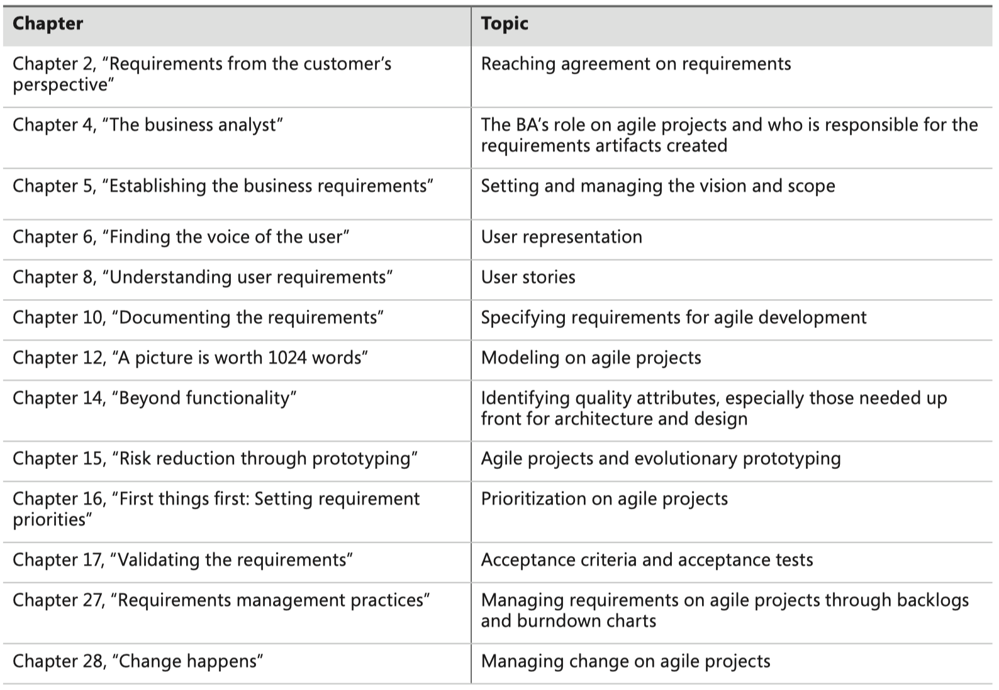 Chapter
Topic
Chapter 2, “Requirements from the customer’s
perspective”
Reaching agreement on requirements
Chapter 4, “The business analyst”
The BA’s role on agile projects and who is responsible for the
requirements artifacts created
Chapter 5, “Establishing the business requirements”
Setting and managing the vision and scope
Chapter 6, “Finding the voice of the user”
User representation
Chapter 8, “Understanding user requirements”
User stories
Chapter 10, “Documenting the requirements”
Specifying requirements for agile development
Chapter 12, “A picture is worth 1024 words”
Modeling on agile projects
Chapter 14, “Beyond functionality”
Identifying quality attributes, especially those needed up
front for architecture and design
Chapter 15, “Risk reduction through prototyping”
Agile projects and evolutionary prototyping
Chapter 16, “First things first: Setting requirement
priorities”
Prioritization on agile projects
Chapter 17, “Validating the requirements”
Acceptance criteria and acceptance tests
Chapter 27, “Requirements management practices”
Managing requirements on agile projects through backlogs
and burndown charts
Chapter 28, “Change happens”
Managing change on agile projects